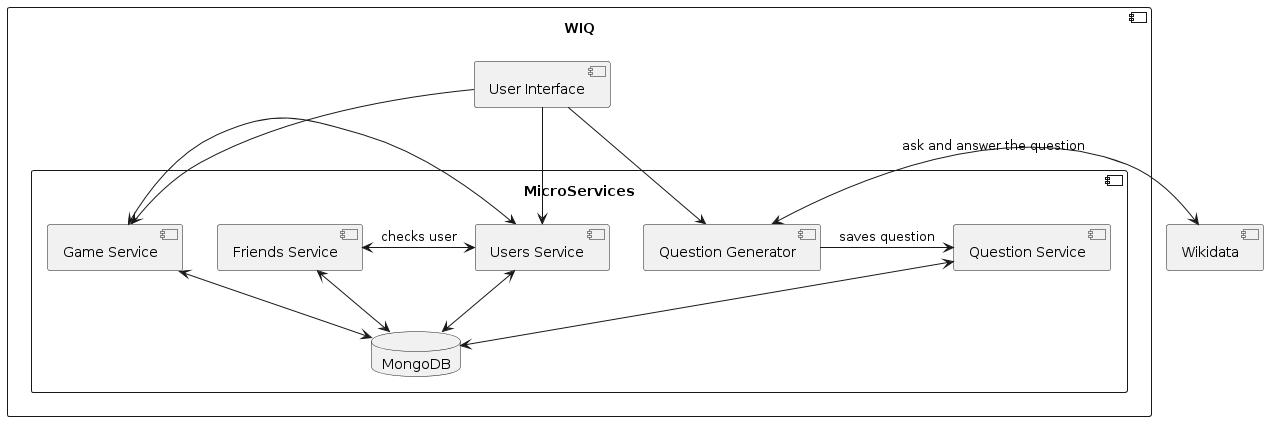 WIQ
User Interface
ask and answer the question
MicroServices
Game Service
Friends Service
checks user
Users Service
Question Generator
saves question
Question Service
Wikidata
MongoDB